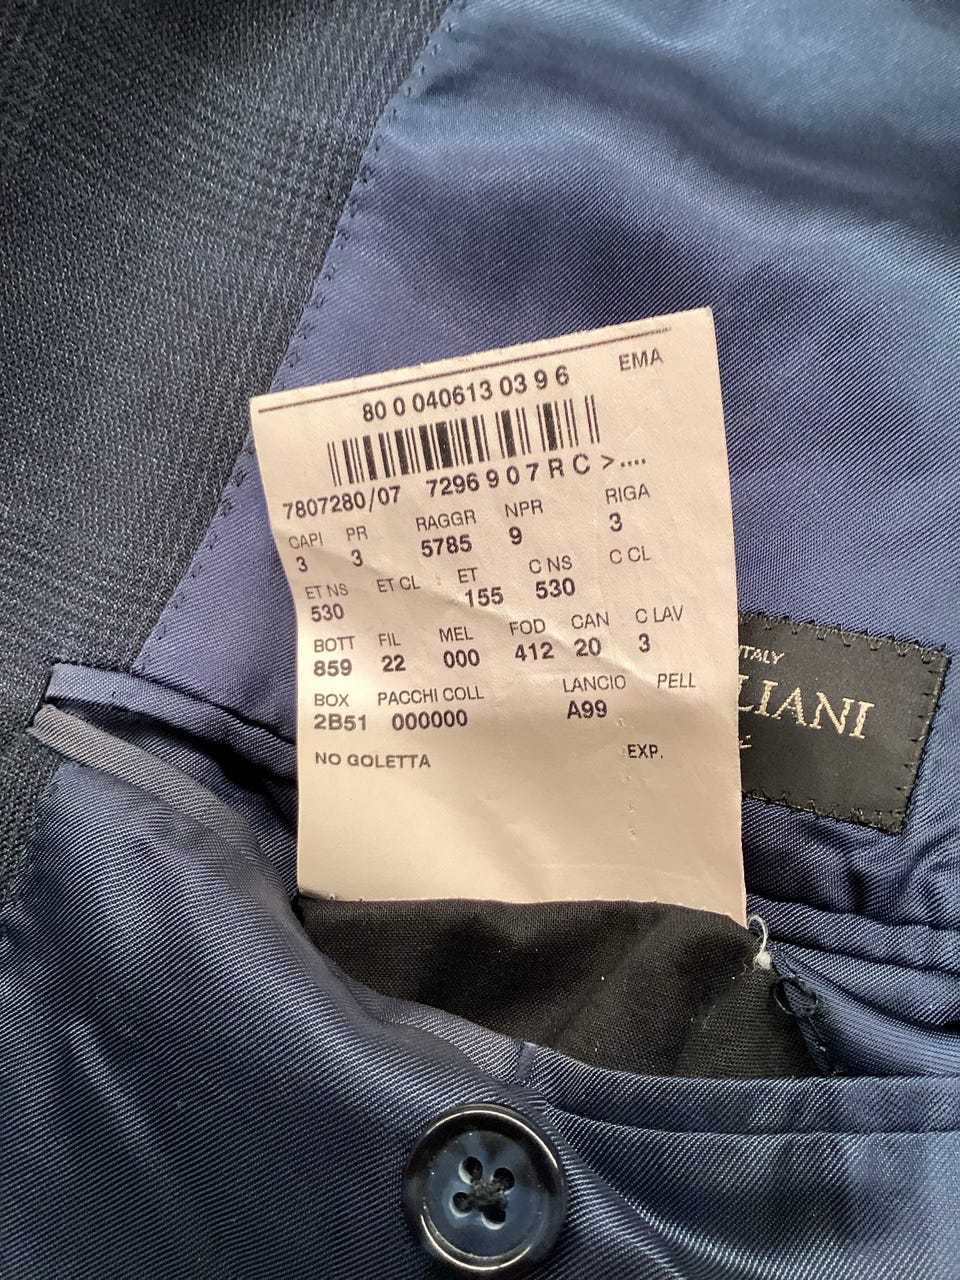 EMA
80 0 040613 03 9 6
7807280/07 7296 9 0 7 R C >....
CAPI PR RAGGR NPR RIGA
3 3 5785 9 3
ET NS ET CL ET C NS C CL
530 155 530
BOTT FIL MEL FOD CAN C LAV
859 22 000 412 20 3
BOX PACCHI COLL LANCIO PELL
2B51 000000 A99
NO GOLETTA EXP.
ITALY
LIANI